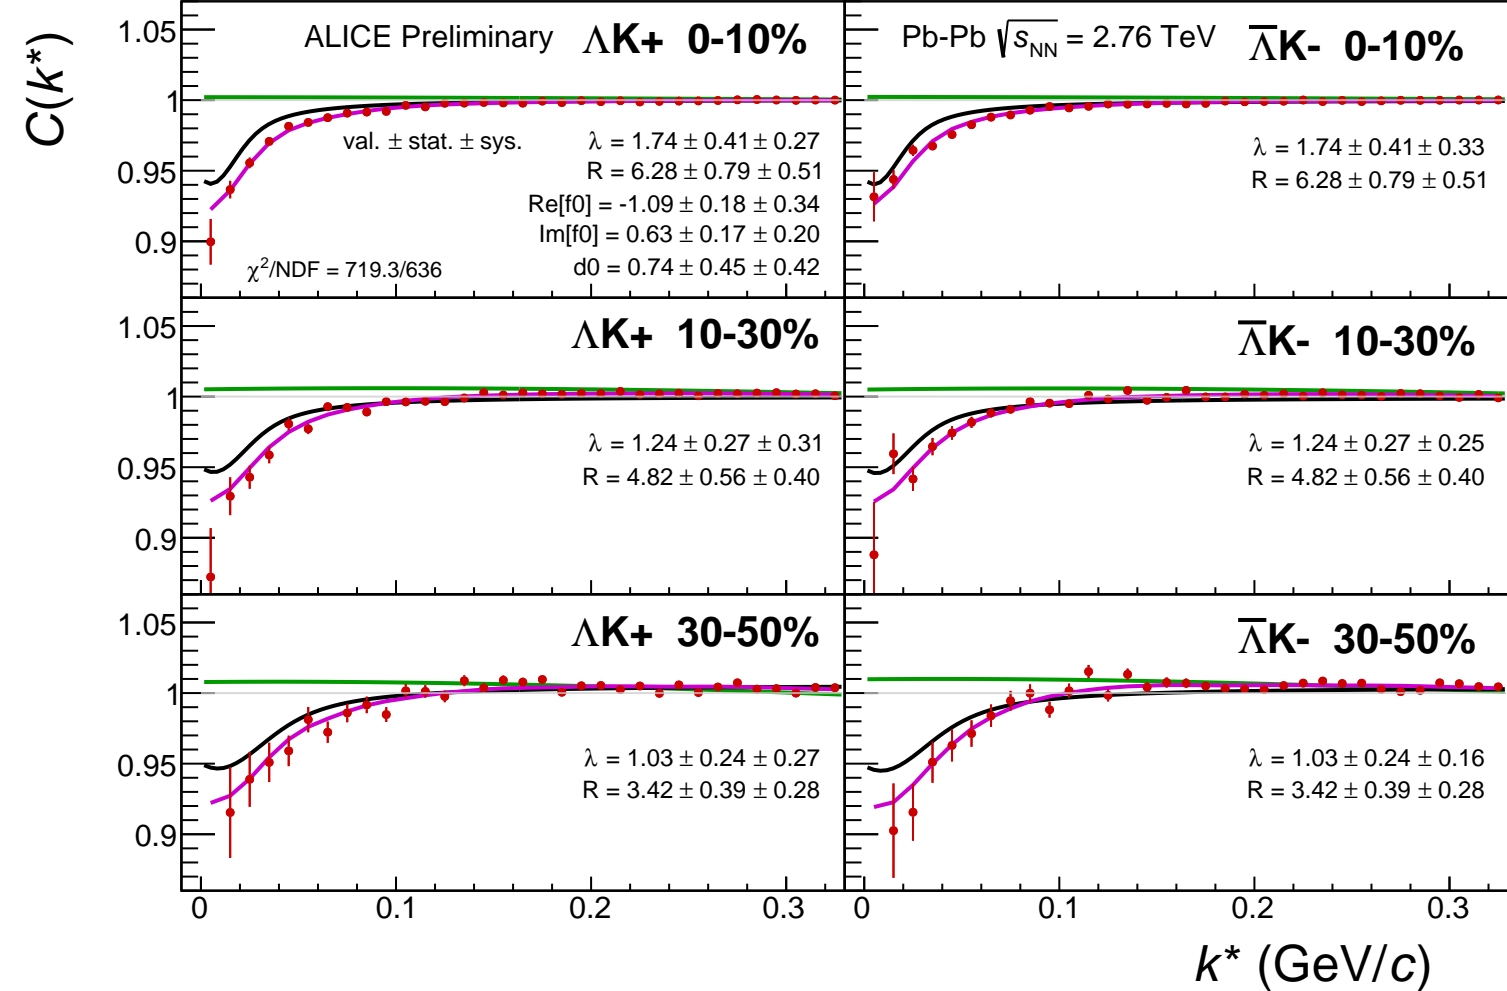 C(k*)
1.05
1
0.95
0.9
ALICE Preliminary ΛK+ 0-10%
val. ± stat. ± sys.
λ = 1.74 ± 0.41 ± 0.27
R = 6.28 ± 0.79 ± 0.51
Re[f0] = -1.09 ± 0.18 ± 0.34
Im[f0] = 0.63 ± 0.17 ± 0.20
d0 = 0.74 ± 0.45 ± 0.42
χ²/NDF = 719.3/636
Pb-Pb √s_NN = 2.76 TeV Λ̅K- 0-10%
λ = 1.74 ± 0.41 ± 0.33
R = 6.28 ± 0.79 ± 0.51
1.05
1
0.95
0.9
ΛK+ 10-30%
λ = 1.24 ± 0.27 ± 0.31
R = 4.82 ± 0.56 ± 0.40
Λ̅K- 10-30%
λ = 1.24 ± 0.27 ± 0.25
R = 4.82 ± 0.56 ± 0.40
1.05
1
0.95
0.9
ΛK+ 30-50%
λ = 1.03 ± 0.24 ± 0.27
R = 3.42 ± 0.39 ± 0.28
Λ̅K- 30-50%
λ = 1.03 ± 0.24 ± 0.16
R = 3.42 ± 0.39 ± 0.28
0 0.1 0.2 0.3 0 0.1 0.2 0.3
k* (GeV/c)